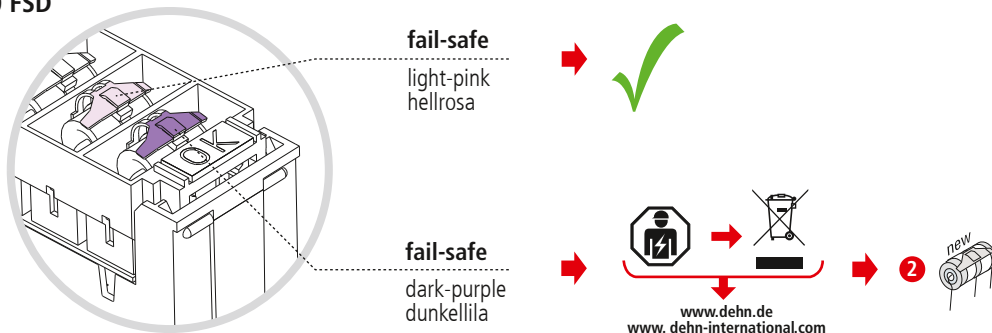 FSD
fail-safe
light-pink
hellrosa
OK
fail-safe
dark-purple
dunkellila
www.dehn.de
www. dehn-international.com
2
new